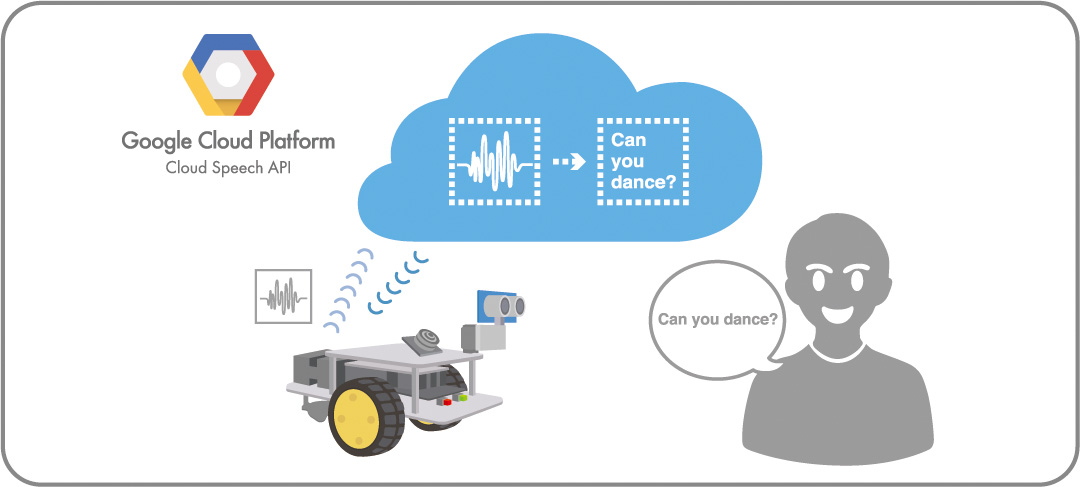 Google Cloud Platform
Cloud Speech API
Can
you
dance?
Can you dance?